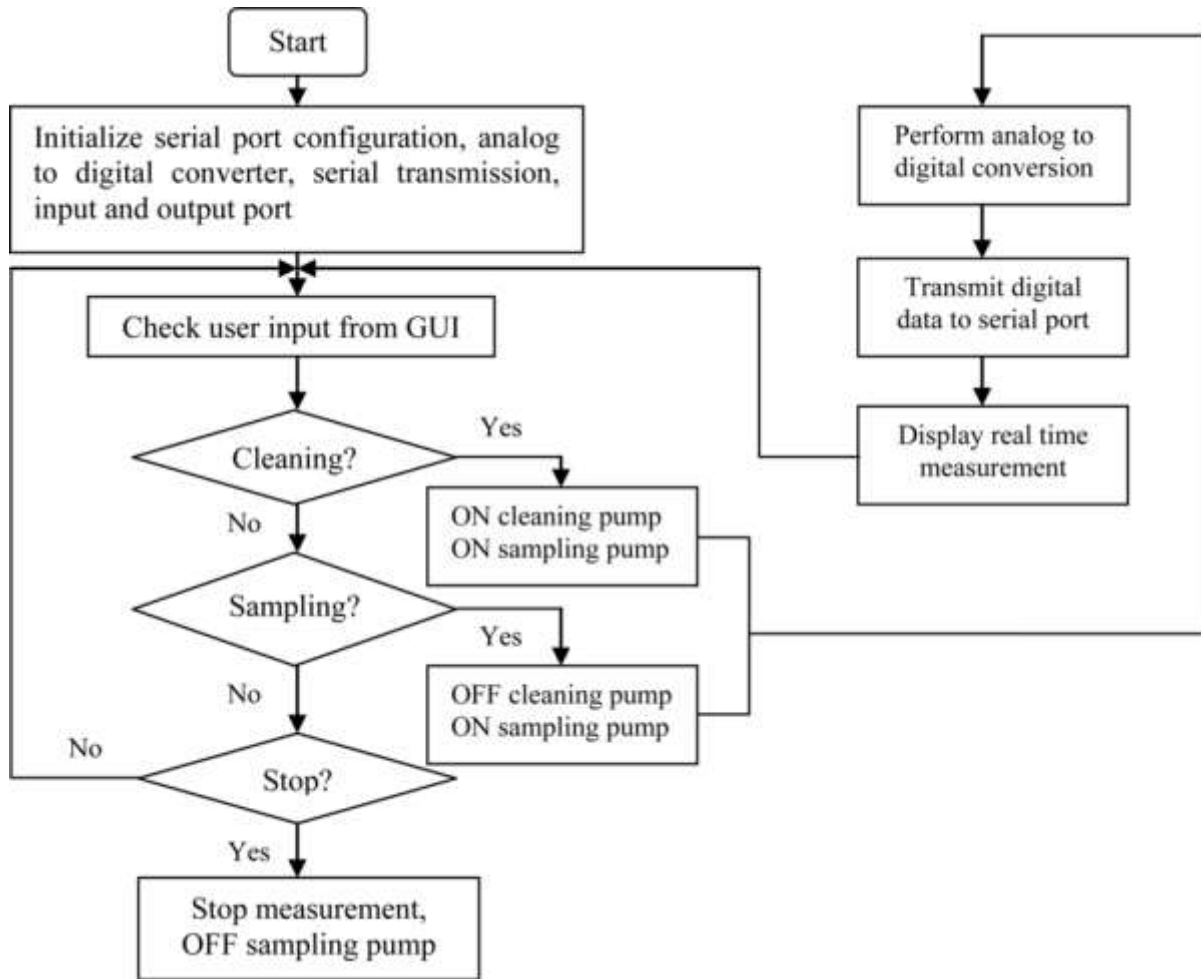 Start
Initialize serial port configuration, analog
to digital converter, serial transmission,
input and output port
Check user input from GUI
Cleaning?
Yes
ON cleaning pump
ON sampling pump
No
Sampling?
Yes
OFF cleaning pump
ON sampling pump
No
Stop?
No
Yes
Stop measurement,
OFF sampling pump
Perform analog to
digital conversion
Transmit digital
data to serial port
Display real time
measurement